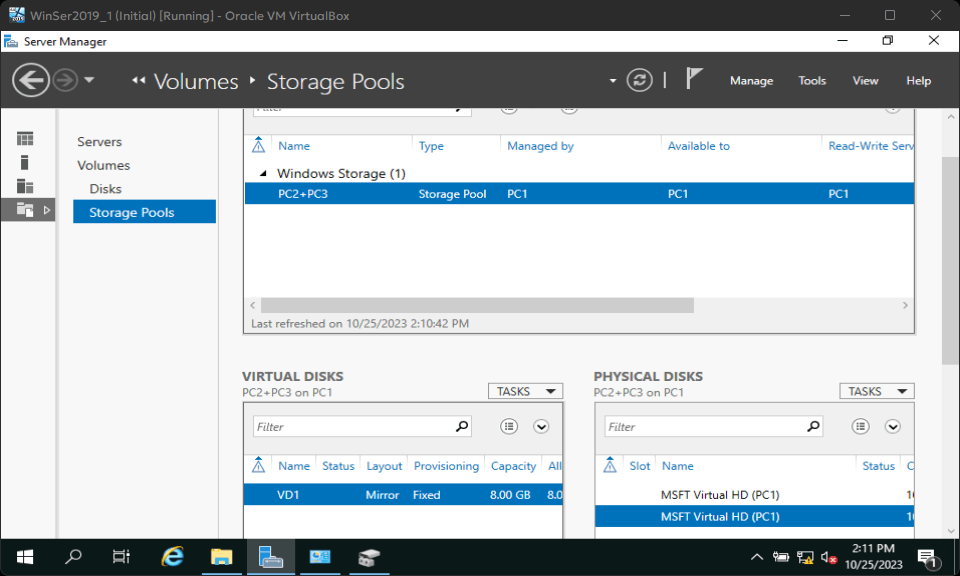 WinSer2019_1 (Initial) [Running] - Oracle VM VirtualBox
Server Manager
Volumes Storage Pools
Manage Tools View Help
Servers
Volumes
Disks
Storage Pools
Name Type Managed by Available to Read-Write Serv
Windows Storage (1)
PC2+PC3 Storage Pool PC1 PC1 PC1
Last refreshed on 10/25/2023 2:10:42 PM
VIRTUAL DISKS
PC2+PC3 on PC1
TASKS
Filter
Name Status Layout Provisioning Capacity All
VD1 Mirror Fixed 8.00 GB 8.0
PHYSICAL DISKS
PC2+PC3 on PC1
TASKS
Filter
Slot Name Status C
MSFT Virtual HD (PC1)
MSFT Virtual HD (PC1)
2:11 PM
10/25/2023
1